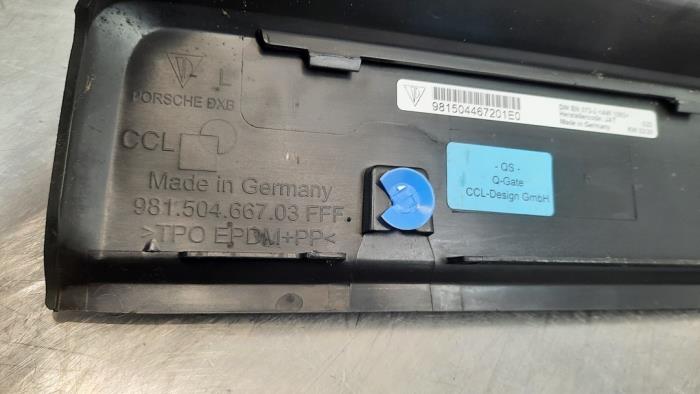 L
PORSCHE DXB
CCL
Made in Germany
981.504.667.03 FFF
>TPO EPDM+PP<
981504467201E0
Made in Germany
- QS -
Q-Gate
CCL-Design GmbH